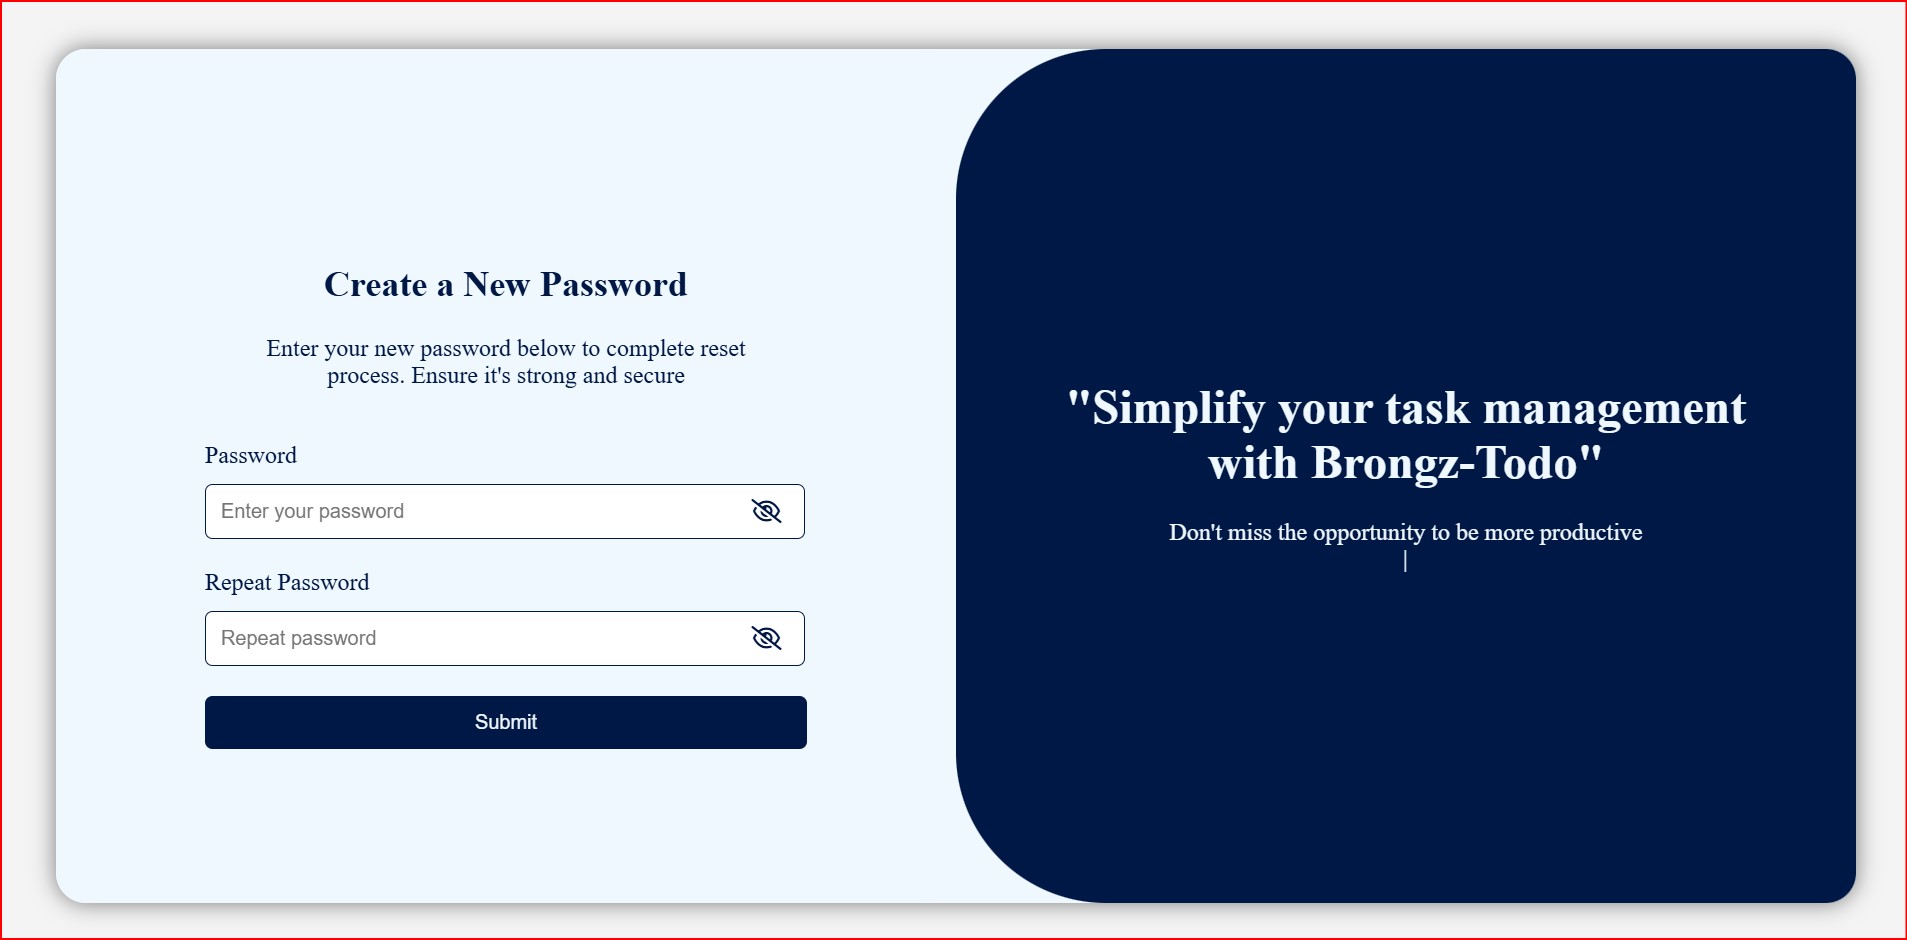 Create a New Password
Enter your new password below to complete reset
process. Ensure it's strong and secure
Password
Enter your password
Repeat Password
Repeat password
Submit
"Simplify your task management
with Brongz-Todo"
Don't miss the opportunity to be more productive
|